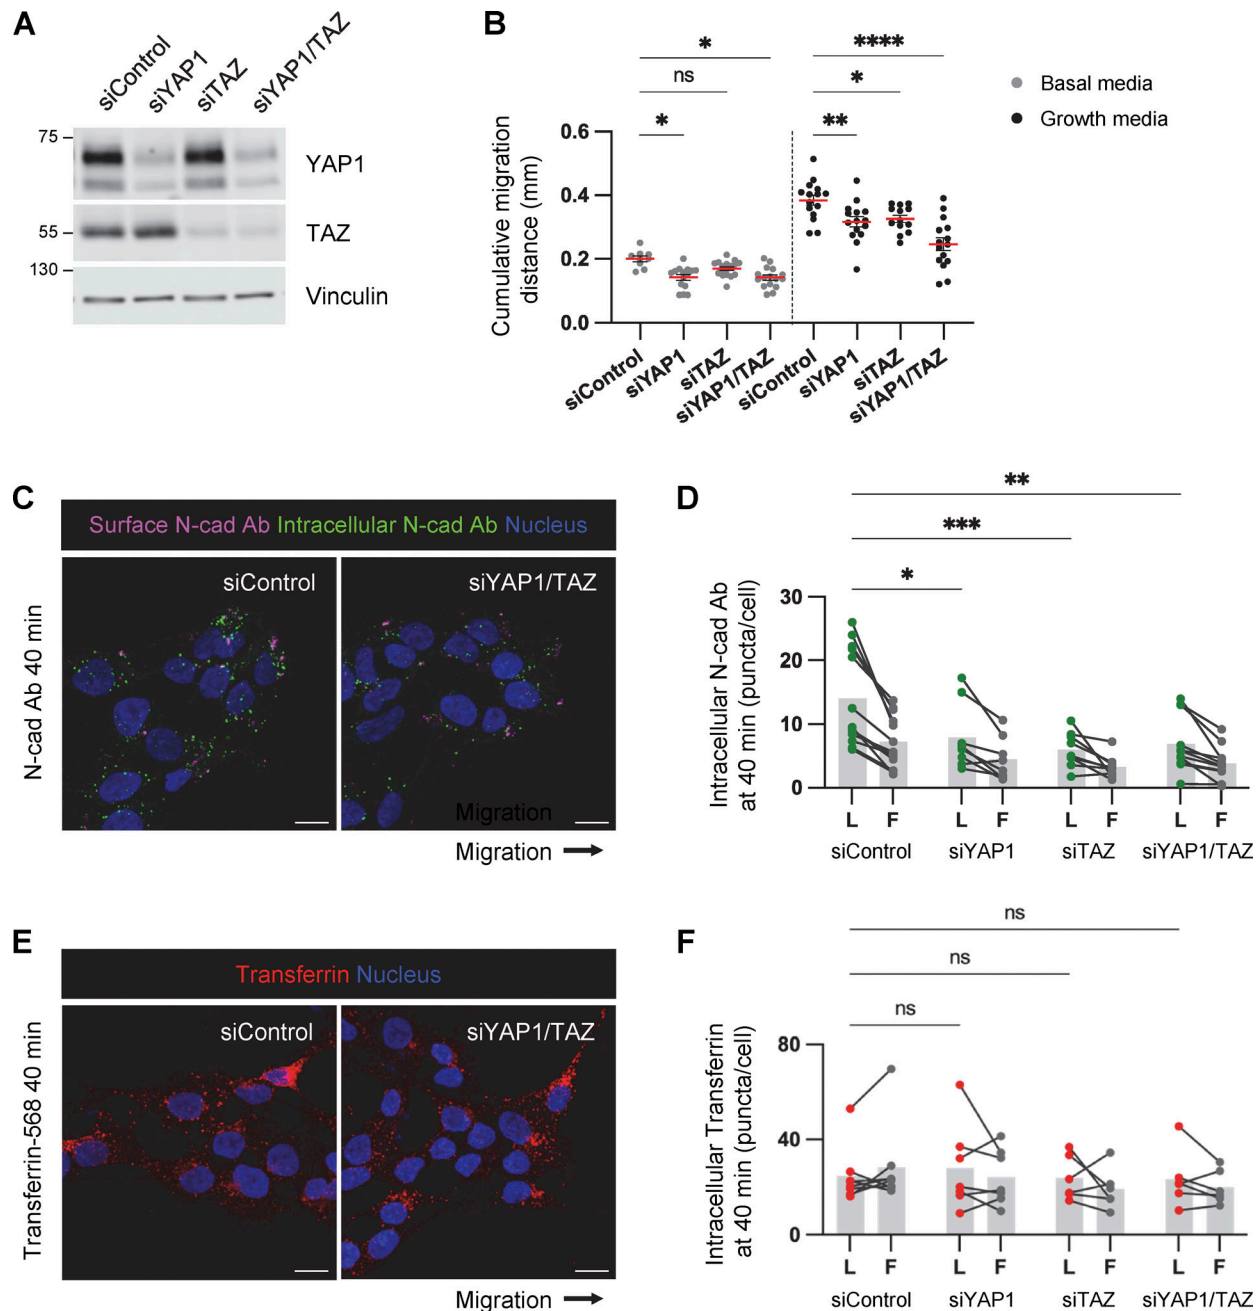 A
siControl
siYAP1
siTAZ
siYAP1/TAZ
75
YAP1
55
TAZ
130
Vinculin
B
*
ns
*
****
*
**
Basal media
Growth media
Cumulative migration
distance (mm)
0.6
0.4
0.2
0.0
siControl
siYAP1
siTAZ
siYAP1/TAZ
siControl
siYAP1
siTAZ
siYAP1/TAZ
C
Surface N-cad Ab Intracellular N-cad Ab Nucleus
N-cad Ab 40 min
siControl
siYAP1/TAZ
Migration
Migration
D
**
***
*
Intracellular N-cad Ab
at 40 min (puncta/cell)
30
20
10
0
L F L F L F L F
siControl siYAP1 siTAZ siYAP1/TAZ
E
Transferrin Nucleus
Transferrin-568 40 min
siControl
siYAP1/TAZ
Migration
F
ns
ns
ns
Intracellular Transferrin
at 40 min (puncta/cell)
80
40
0
L F L F L F L F
siControl siYAP1 siTAZ siYAP1/TAZ